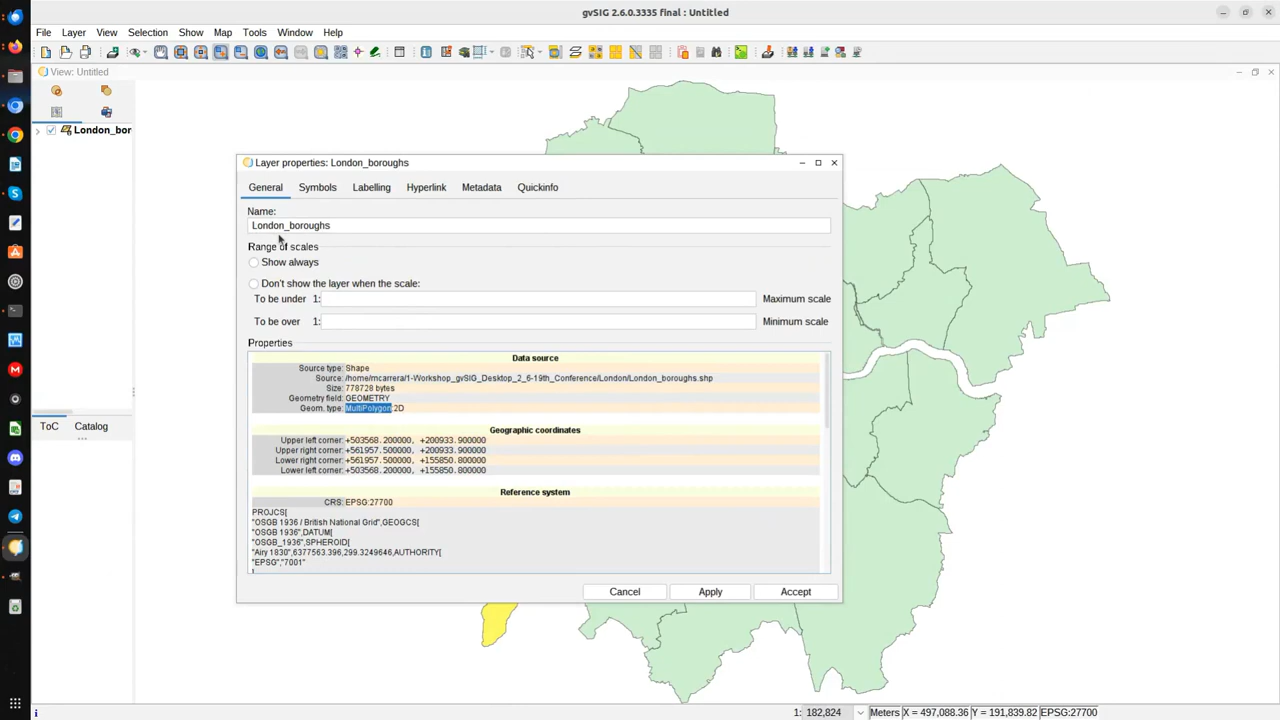 gvSIG 2.6.0.3335 final : Untitled
File Layer View Selection Show Map Tools Window Help
View: Untitled
London_bor
Layer properties: London_boroughs
General Symbols Labelling Hyperlink Metadata Quickinfo
Name:
London_boroughs
Range of scales
Show always
Don't show the layer when the scale:
To be under 1: Maximum scale
To be over 1: Minimum scale
Properties
Data source
Source type: Shape
Source: /home/mcarrera/1-Workshop_gvSIG_Desktop_2_6-19th_Conference/London/London_boroughs.shp
Size: 778728 bytes
Geometry field: GEOMETRY
Geom. type: MultiPolygon:2D
Geographic coordinates
Upper left corner: +503568.200000, +200933.900000
Upper right corner: +561957.500000, +200933.900000
Lower right corner: +561957.500000, +155850.800000
Lower left corner: +503568.200000, +155850.800000
Reference system
CRS: EPSG:27700
PROJCS[
"OSGB 1936 / British National Grid",GEOGCS[
"OSGB 1936",DATUM[
"OSGB_1936",SPHEROID[
"Airy 1830",6377563.396,299.3249646,AUTHORITY[
"EPSG","7001"
]
Cancel Apply Accept
ToC Catalog
1: 182,824 Meters X = 497,088.36 Y = 191,839.82 EPSG:27700